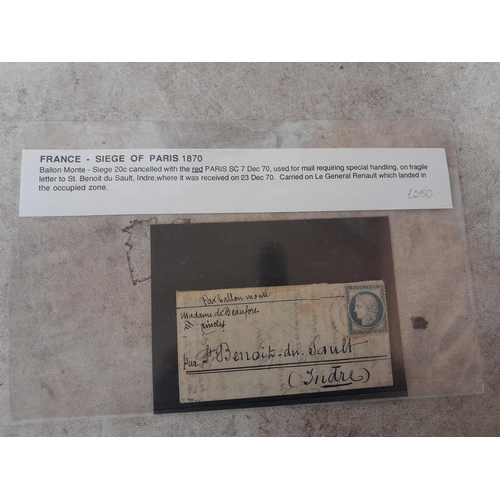 FRANCE - SIEGE OF PARIS 1870
Ballon Monte - Siege 20c cancelled with the red PARIS SC 7 Dec 70, used for mail requiring special handling, on fragile
letter to St. Benoit du Sault, Indre,where it was received on 23 Dec 70. Carried on Le General Renault which landed in
the occupied zone.
£250.-
Par ballon monté
Madame de Beaufort
par St Benoit-du-Sault
(Indre)